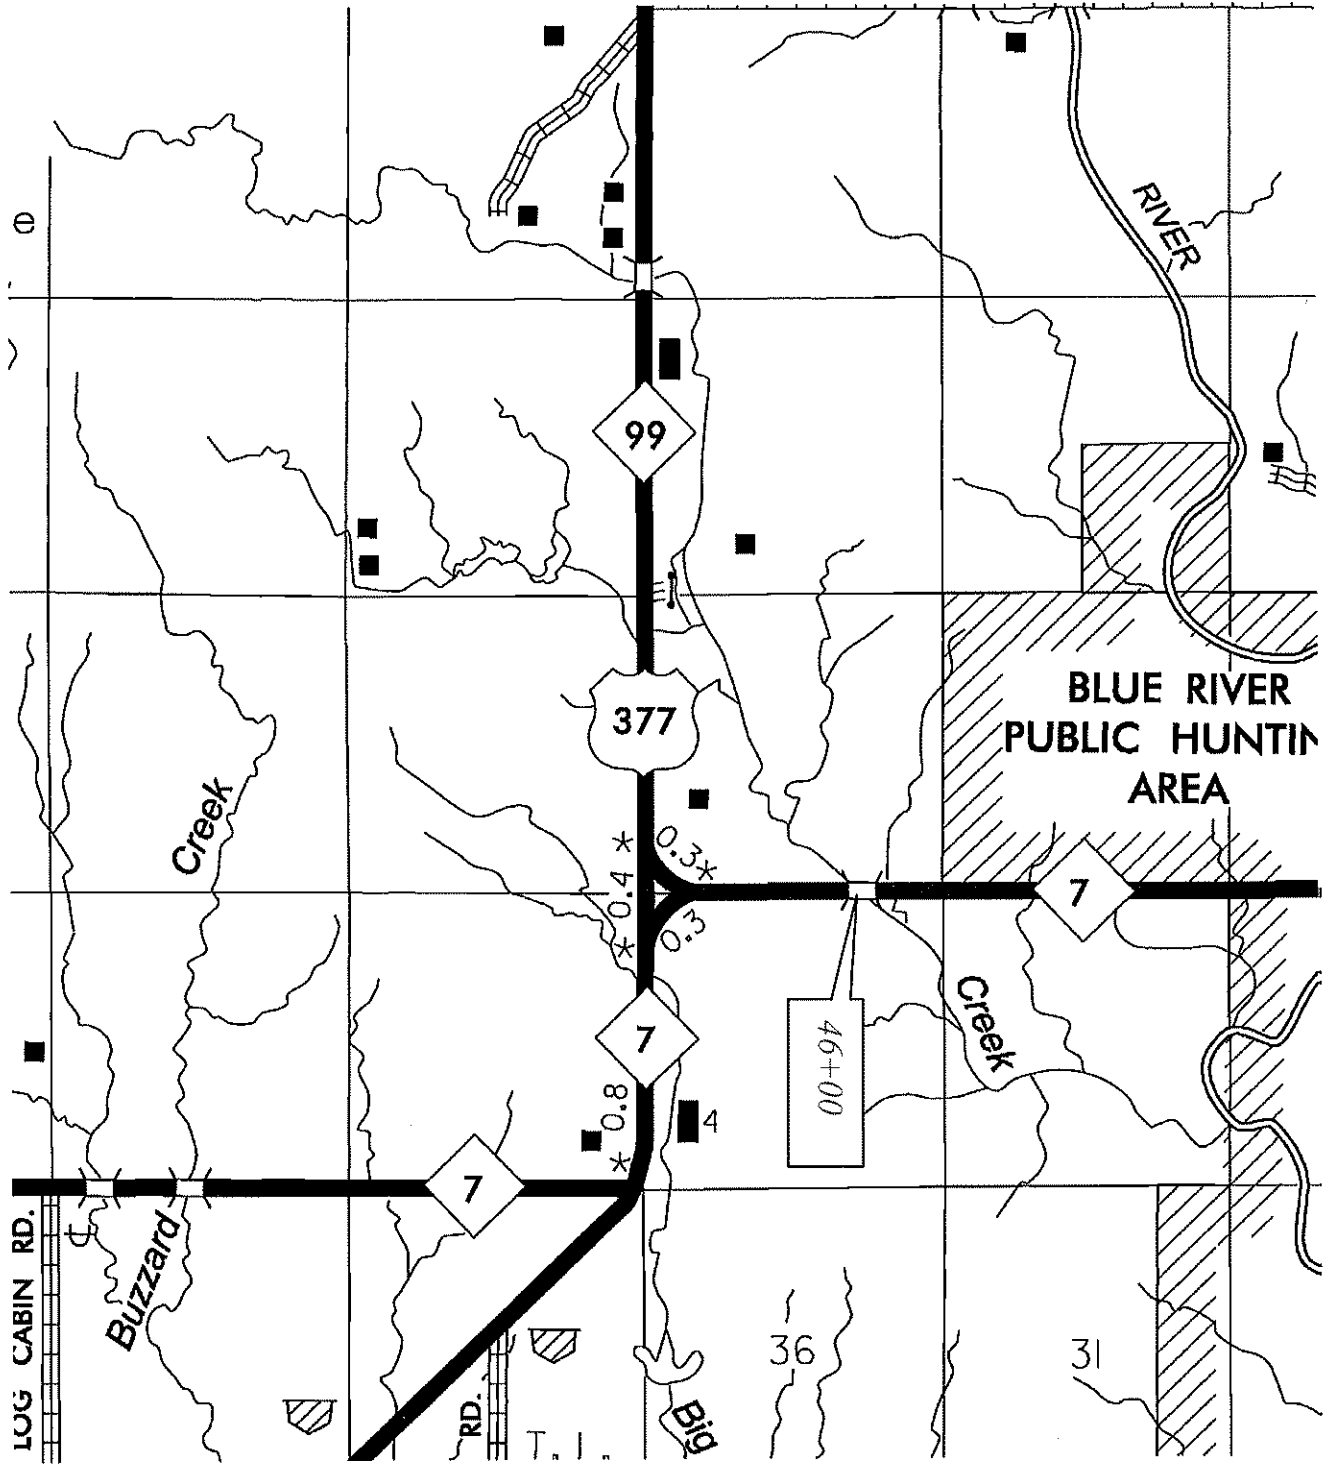 RIVER
99
377
BLUE RIVER
PUBLIC HUNTIN
AREA
Creek
*
0.3*
0.4
0.3
*
7
7
Creek
46+00
0.8
*
4
7
LOG CABIN RD.
Buzzard
36
31
RD.
T.I.
Big